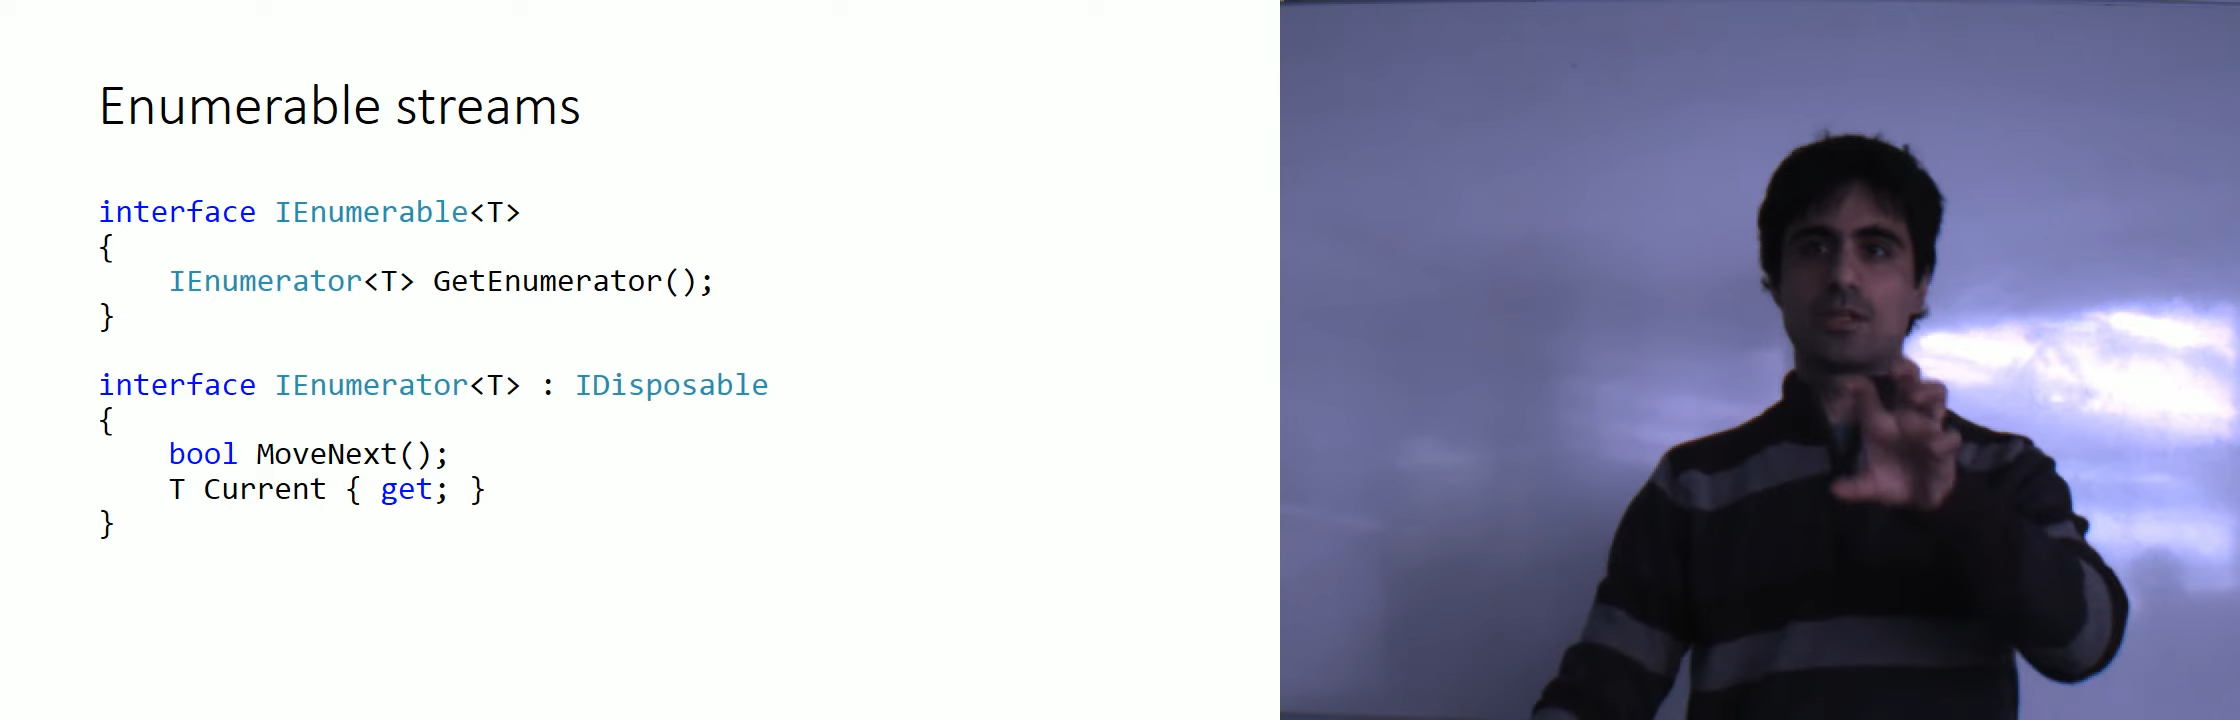 Enumerable streams
interface IEnumerable<T>
{
    IEnumerator<T> GetEnumerator();
}
interface IEnumerator<T> : IDisposable
{
    bool MoveNext();
    T Current { get; }
}